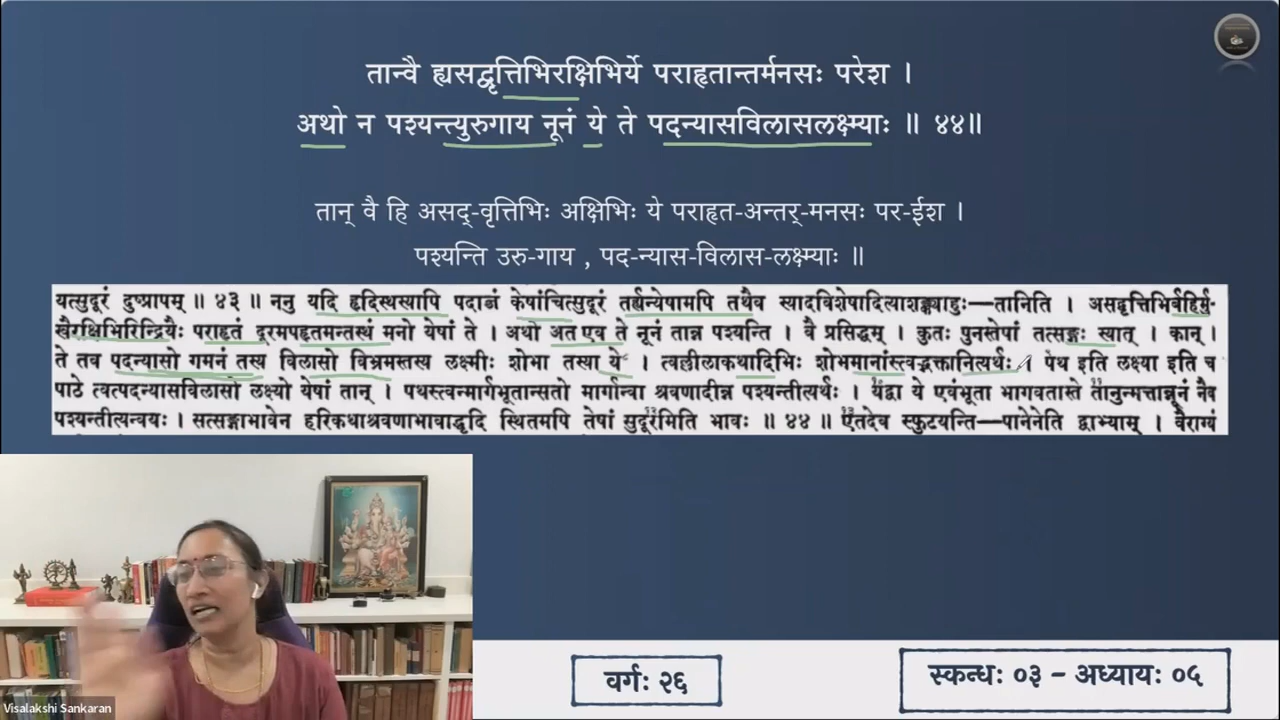 तान्वै ह्यसद्वृत्तिभिरक्षिभिर्ये पराहृतान्तर्मनसः परेश ।
अथो न पश्यन्त्युरुगाय नूनं ये ते पदन्यासविलासलक्ष्म्याः ॥ ४४॥
तान् वै हि असद्-वृत्तिभिः अक्षिभिः ये पराहृत-अन्तर्-मनसः पर-ईश ।
पश्यन्ति उरु-गाय , पद-न्यास-विलास-लक्ष्म्याः ॥
यत्सुदूरं दुष्प्रापम् ॥ ४३ ॥ ननु यदि हृदिस्थस्यापि पदाब्जं केषांचित्सुदूरं तर्ह्यन्येषामपि तथैव स्यादविशेषादित्याशङ्क्याहुः—तानिति । असद्वृत्तिभिर्बहिर्मु-
खैरक्षिभिरिन्द्रियैः पराहृतं दूरमपहृतमन्तस्थं मनो येषां ते । अथो अत एव ते नूनं तान्न पश्यन्ति । वै प्रसिद्धम् । कुतः पुनस्तेषां तत्सङ्गः स्यात् । कान् ।
ते तव पदन्यासो गमनं तस्य विलासो विभ्रमस्तस्य लक्ष्मीः शोभा तस्या ये । त्वल्लीलाकथादिभिः शोभमानांस्त्वद्भक्तानित्यर्थः । पथ इति लक्ष्या इति च
पाठे त्वत्पदन्यासविलासो लक्ष्यो येषां तान् । पथस्त्वन्मार्गभूतान्सतो मार्गान्वा श्रवणादीन्न पश्यन्तीत्यर्थः । यद्वा ये एवंभूता भागवतास्ते तानुन्मत्तान्नूनं नैव
पश्यन्तीत्यन्वयः । सत्सङ्गाभावेन हरिकथाश्रवणाभावाद्धृदि स्थितमपि तेषां सुदूरमिति भावः ॥ ४४ ॥ एतदेव स्फुटयन्ति—पानेनेति द्वाभ्याम् । वैराग्यं
Visalakshi Sankaran
वर्गः २६
स्कन्धः ०३ – अध्यायः ०५